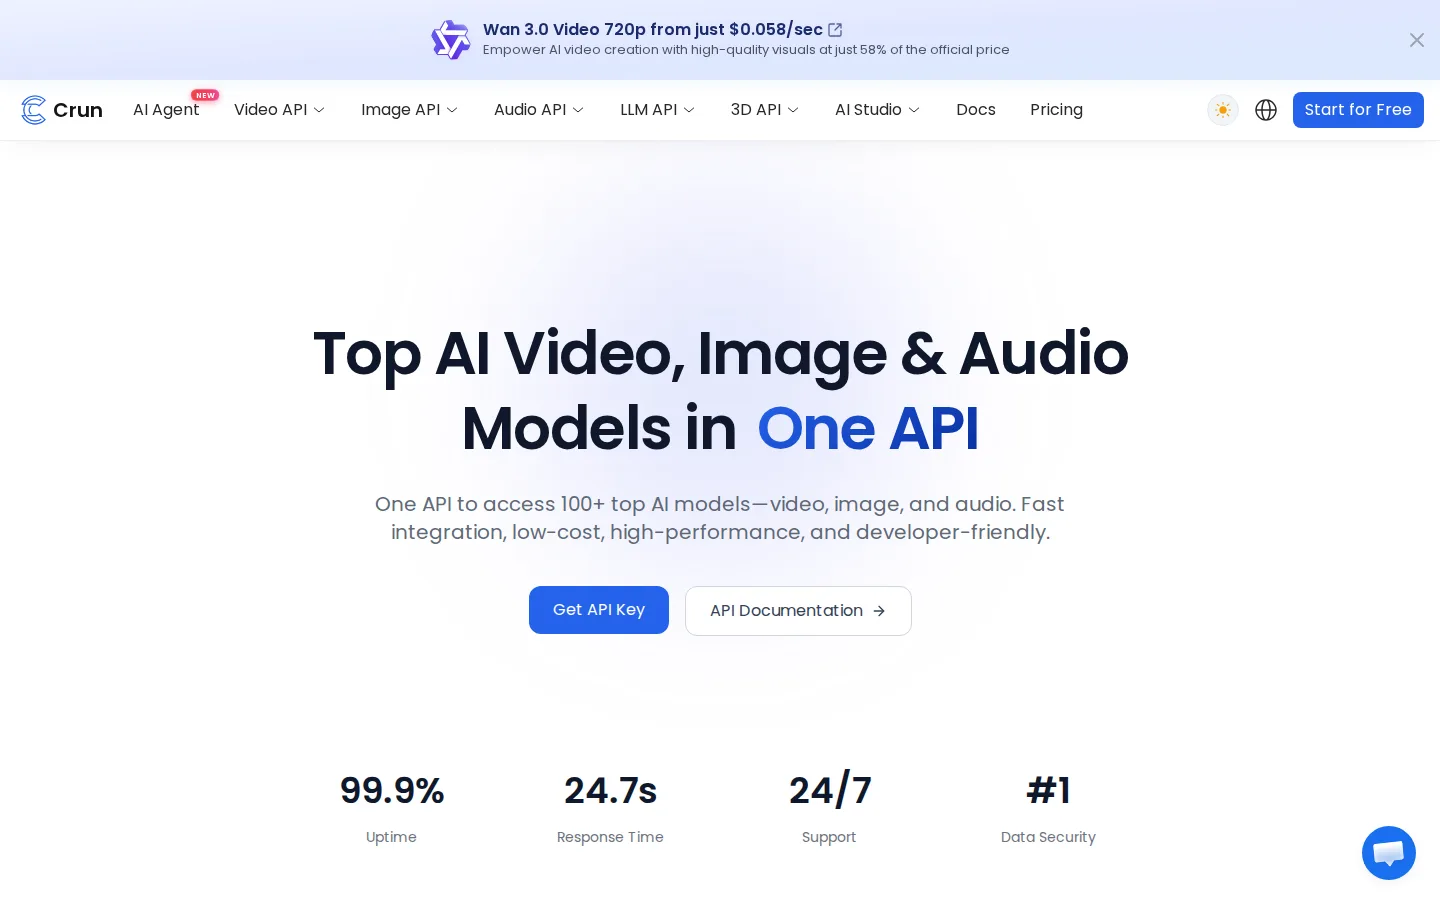 Wan 3.0 Video 720p from just $0.058/sec
Empower AI video creation with high-quality visuals at just 58% of the official price
Crun
AI Agent
NEW
Video API
Image API
Audio API
LLM API
3D API
AI Studio
Docs
Pricing
Start for Free
Top AI Video, Image & Audio
Models in One API
One API to access 100+ top AI models—video, image, and audio. Fast
integration, low-cost, high-performance, and developer-friendly.
Get API Key
API Documentation →
99.9%
Uptime
24.7s
Response Time
24/7
Support
#1
Data Security